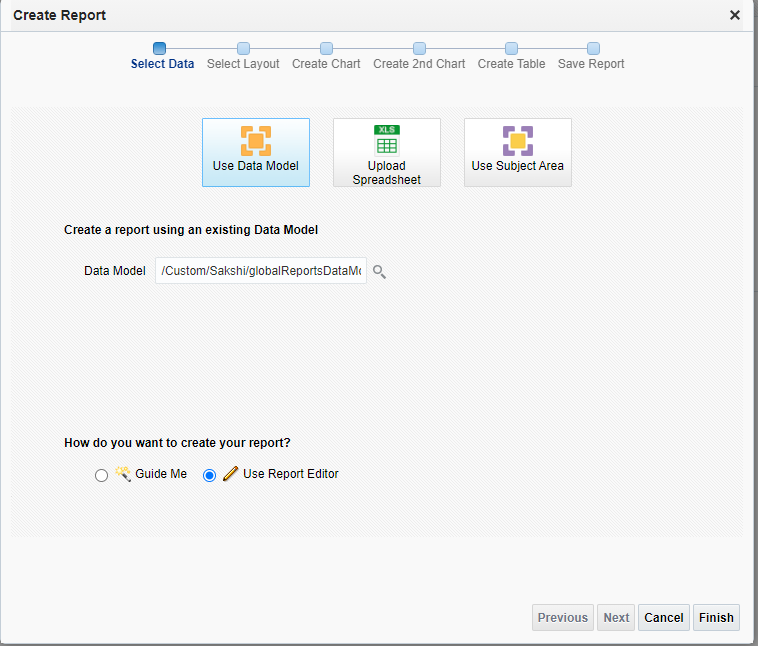 Create Report
Select Data Select Layout Create Chart Create 2nd Chart Create Table Save Report
Use Data Model
XLS
Upload
Spreadsheet
Use Subject Area
Create a report using an existing Data Model
Data Model /Custom/Sakshi/globalReportsDataMo
How do you want to create your report?
Guide Me Use Report Editor
Previous Next Cancel Finish